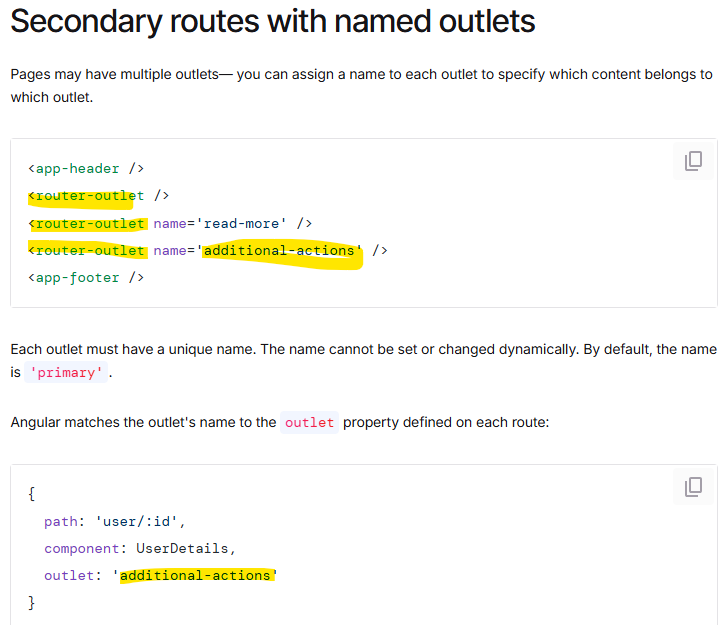 Secondary routes with named outlets
Pages may have multiple outlets— you can assign a name to each outlet to specify which content belongs to
which outlet.
<app-header />
<router-outlet />
<router-outlet name='read-more' />
<router-outlet name='additional-actions' />
<app-footer />
Each outlet must have a unique name. The name cannot be set or changed dynamically. By default, the name
is 'primary'.
Angular matches the outlet's name to the outlet property defined on each route:
{
path: 'user/:id',
component: UserDetails,
outlet: 'additional-actions'
}